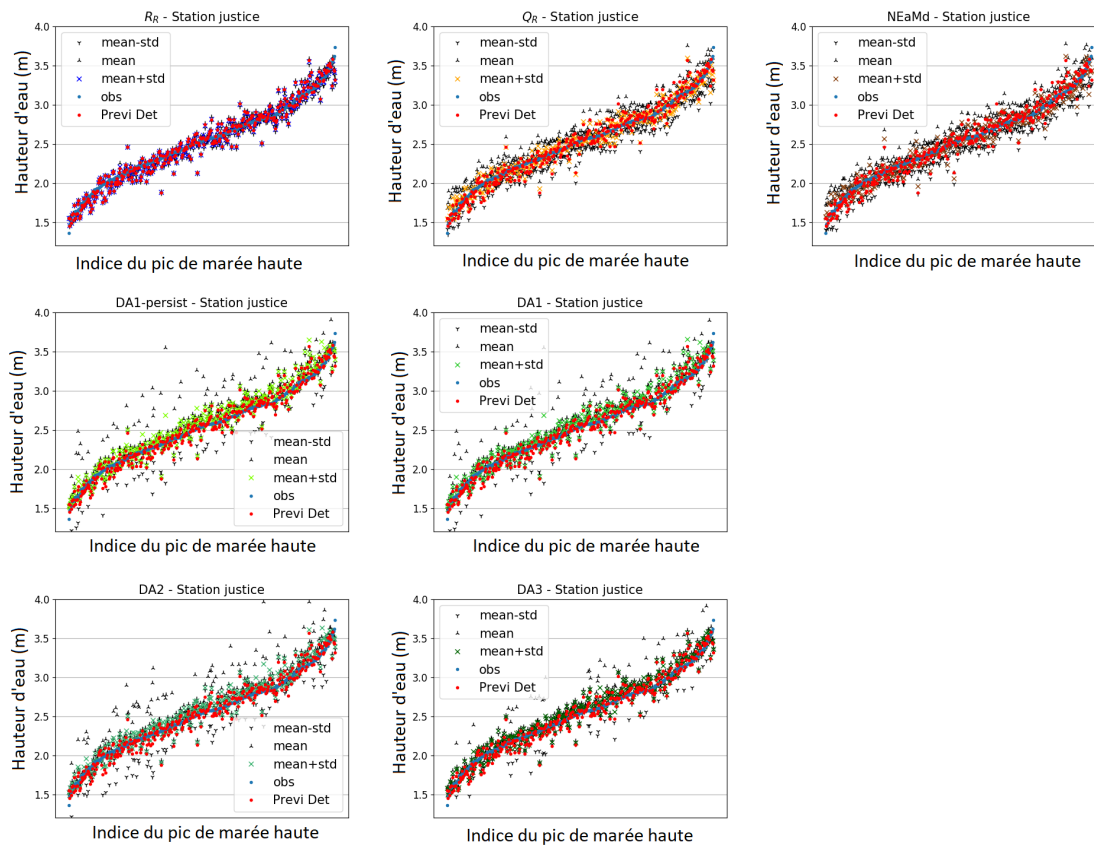 R_R - Station justice
Hauteur d'eau (m)
4.0
3.5
3.0
2.5
2.0
1.5
mean-std
mean
mean+std
obs
Previ Det
Indice du pic de marée haute
Q_R - Station justice
Hauteur d'eau (m)
4.0
3.5
3.0
2.5
2.0
1.5
mean-std
mean
mean+std
obs
Previ Det
Indice du pic de marée haute
NEaMd - Station justice
Hauteur d'eau (m)
4.0
3.5
3.0
2.5
2.0
1.5
mean-std
mean
mean+std
obs
Previ Det
Indice du pic de marée haute
DA1-persist - Station justice
Hauteur d'eau (m)
4.0
3.5
3.0
2.5
2.0
1.5
mean-std
mean
mean+std
obs
Previ Det
Indice du pic de marée haute
DA1 - Station justice
Hauteur d'eau (m)
4.0
3.5
3.0
2.5
2.0
1.5
mean-std
mean
mean+std
obs
Previ Det
Indice du pic de marée haute
DA2 - Station justice
Hauteur d'eau (m)
4.0
3.5
3.0
2.5
2.0
1.5
mean-std
mean
mean+std
obs
Previ Det
Indice du pic de marée haute
DA3 - Station justice
Hauteur d'eau (m)
4.0
3.5
3.0
2.5
2.0
1.5
mean-std
mean
mean+std
obs
Previ Det
Indice du pic de marée haute